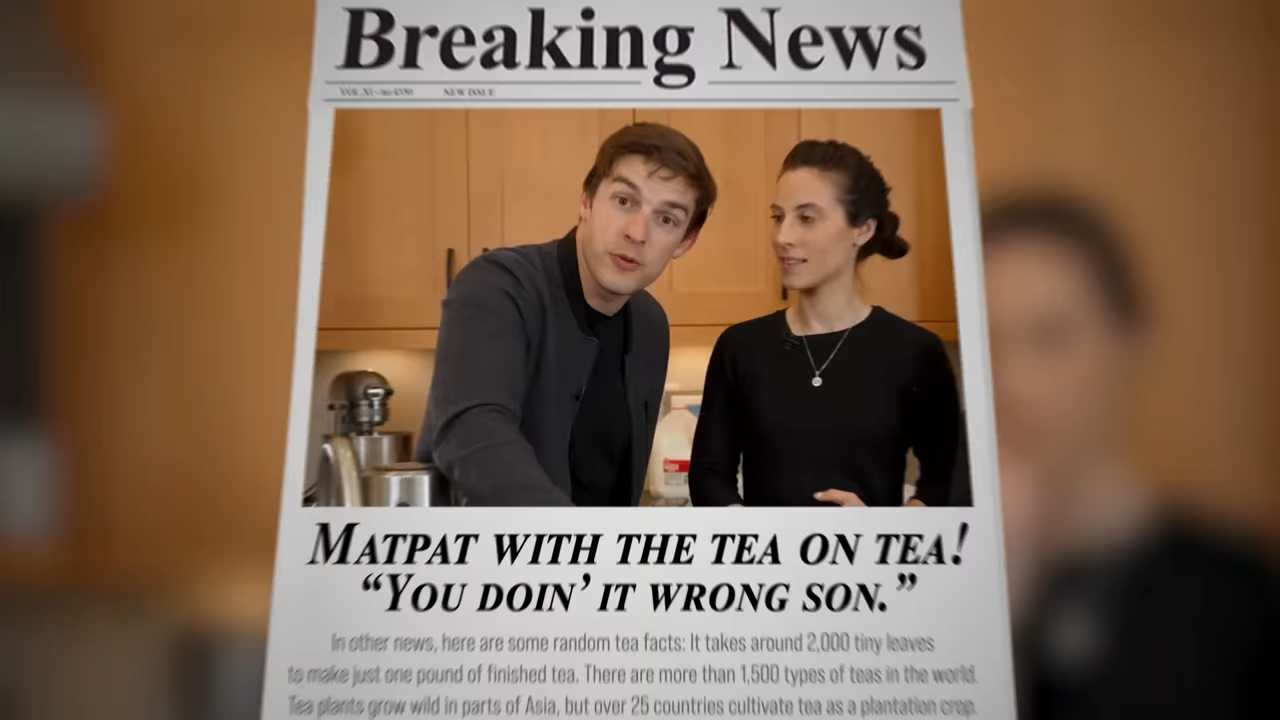 Breaking News
NEW ISSUE
MATPAT WITH THE TEA ON TEA!
“YOU DOIN’ IT WRONG SON.”
In other news, here are some random tea facts: It takes around 2,000 tiny leaves
to make just one pound of finished tea. There are more than 1,500 types of teas in the world.
Tea plants grow wild in parts of Asia, but over 25 countries cultivate tea as a plantation crop.